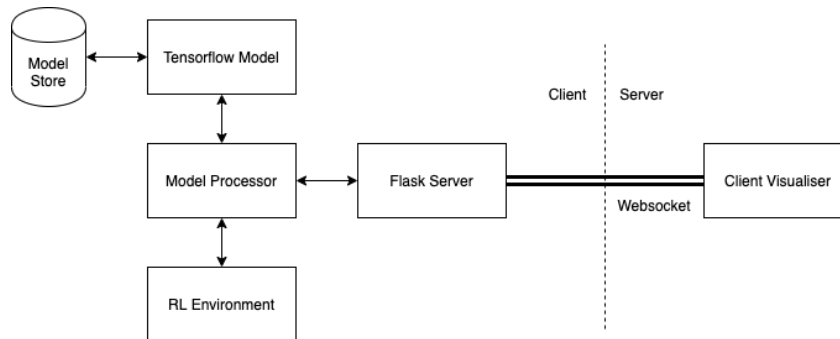 Model
Store
Tensorflow Model
Client
Server
Model Processor
Flask Server
Client Visualiser
Websocket
RL Environment